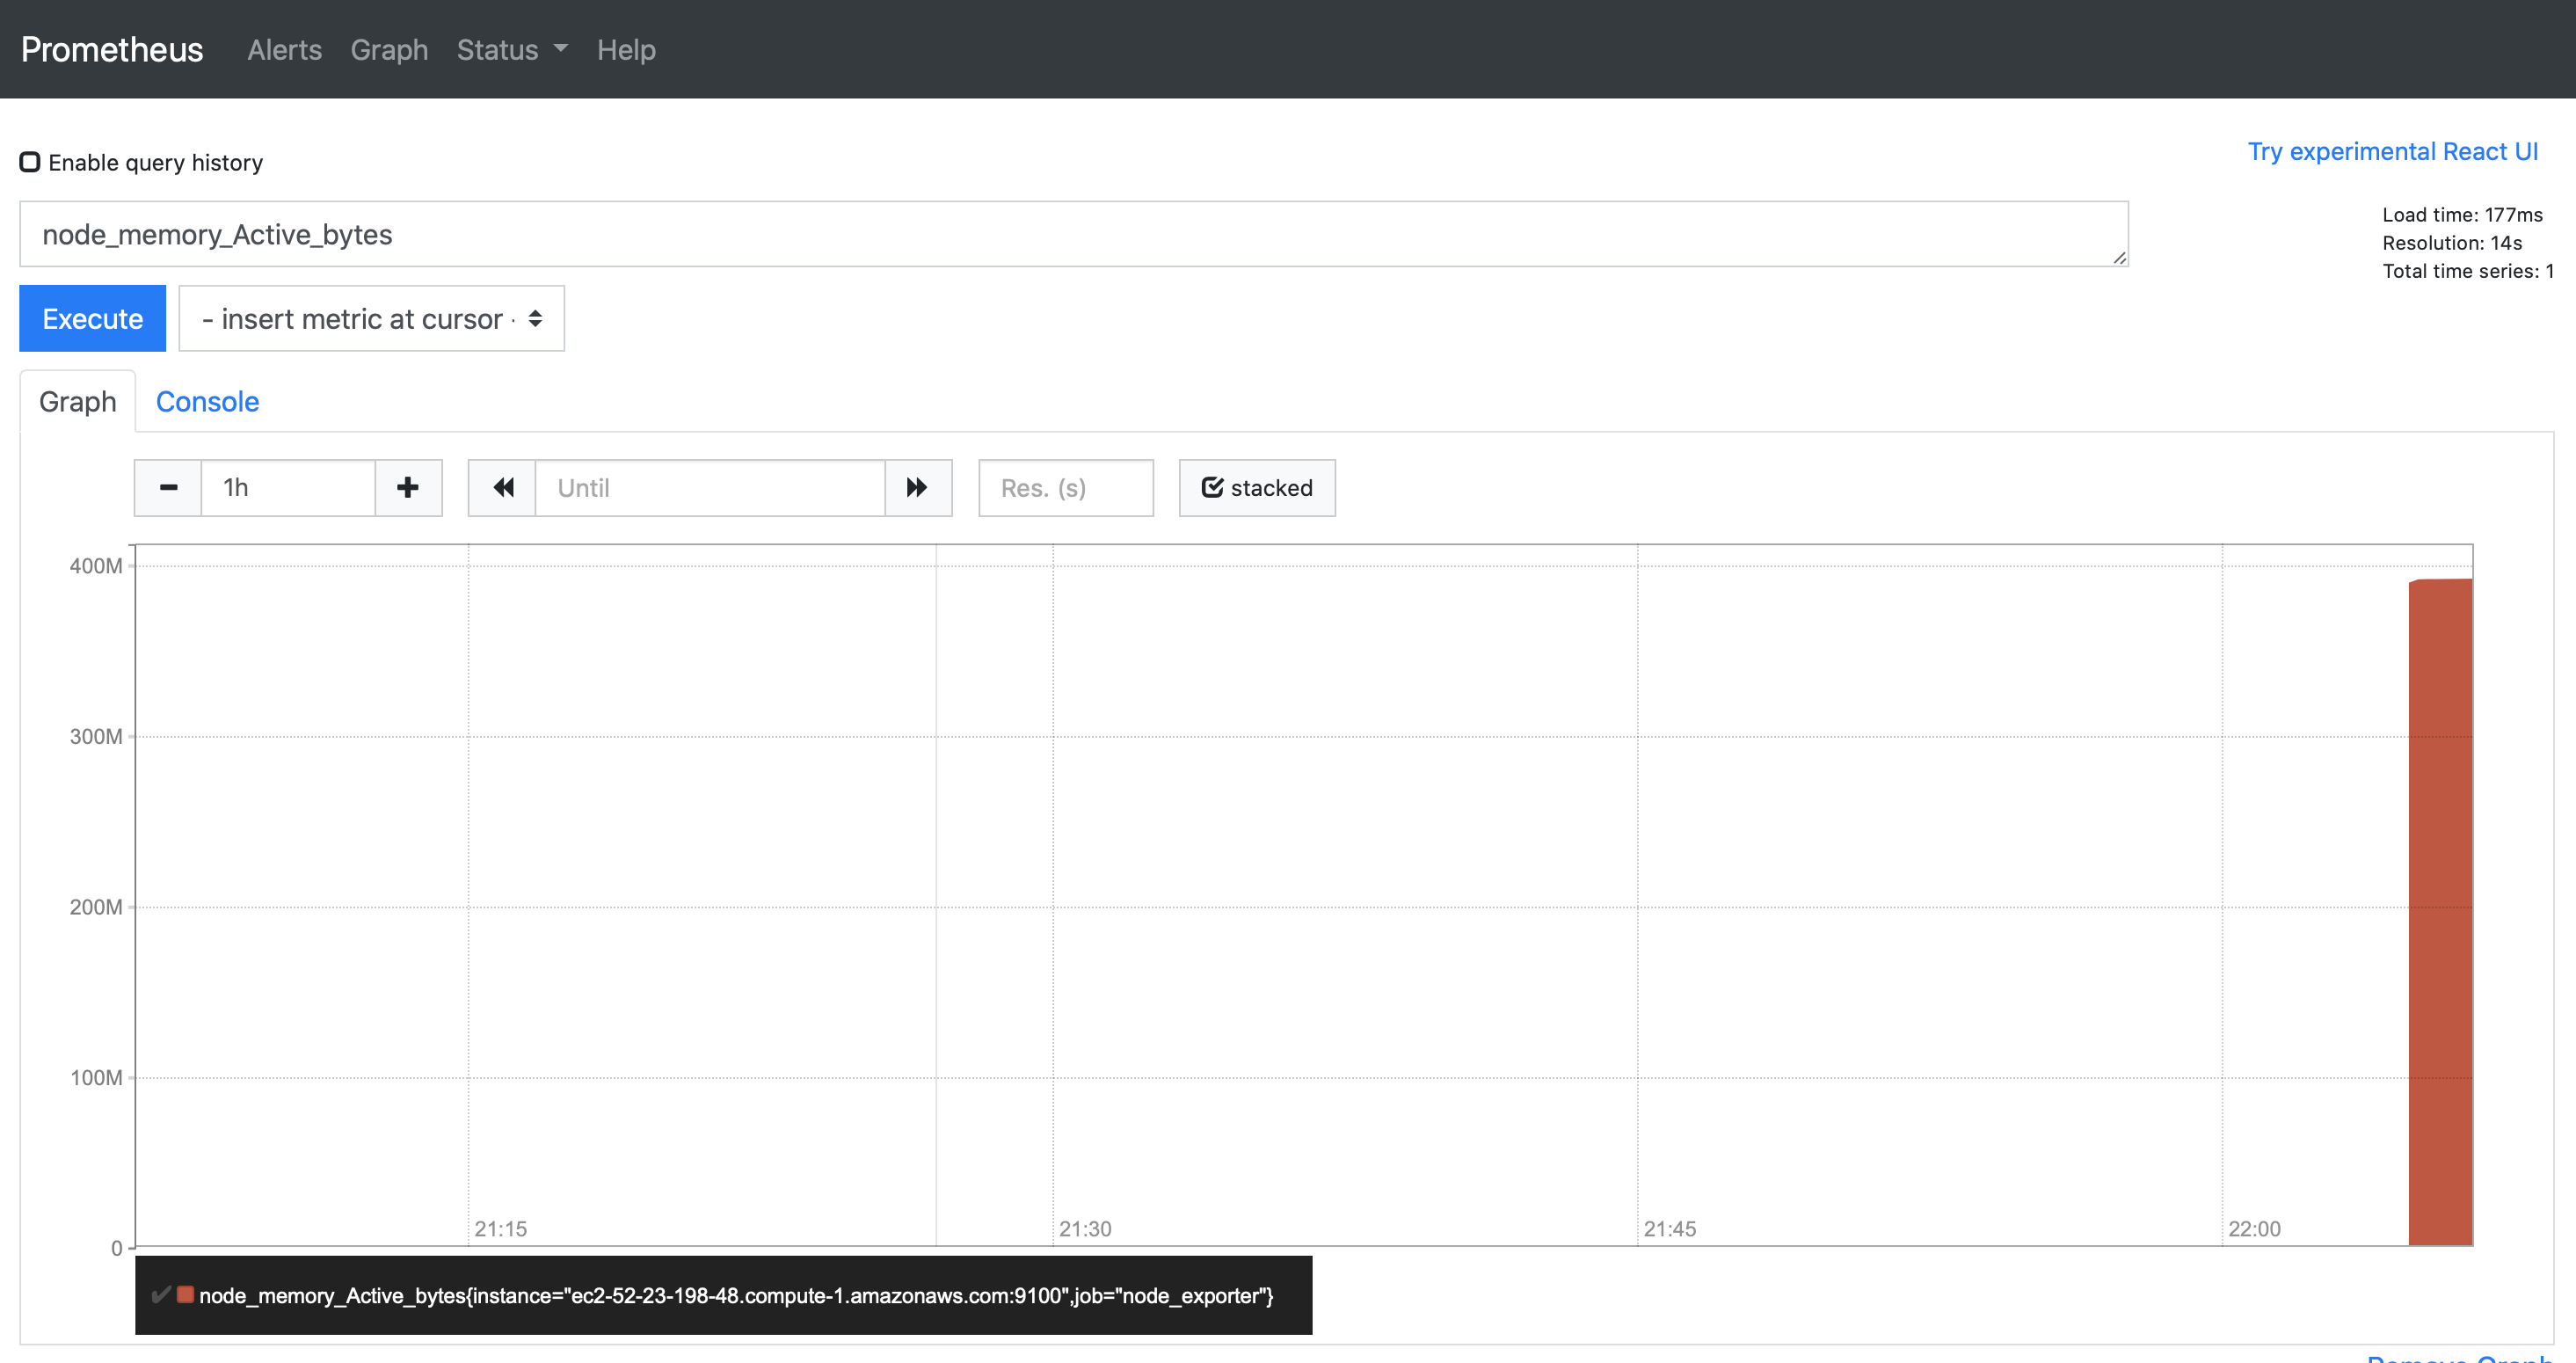 Prometheus Alerts Graph Status Help
Enable query history
Try experimental React UI
node_memory_Active_bytes
Load time: 177ms
Resolution: 14s
Total time series: 1
Execute
- insert metric at cursor -
Graph Console
1h
Until
Res. (s)
stacked
400M
300M
200M
100M
0
21:15
21:30
21:45
22:00
node_memory_Active_bytes{instance="ec2-52-23-198-48.compute-1.amazonaws.com:9100",job="node_exporter"}
Remove Graph